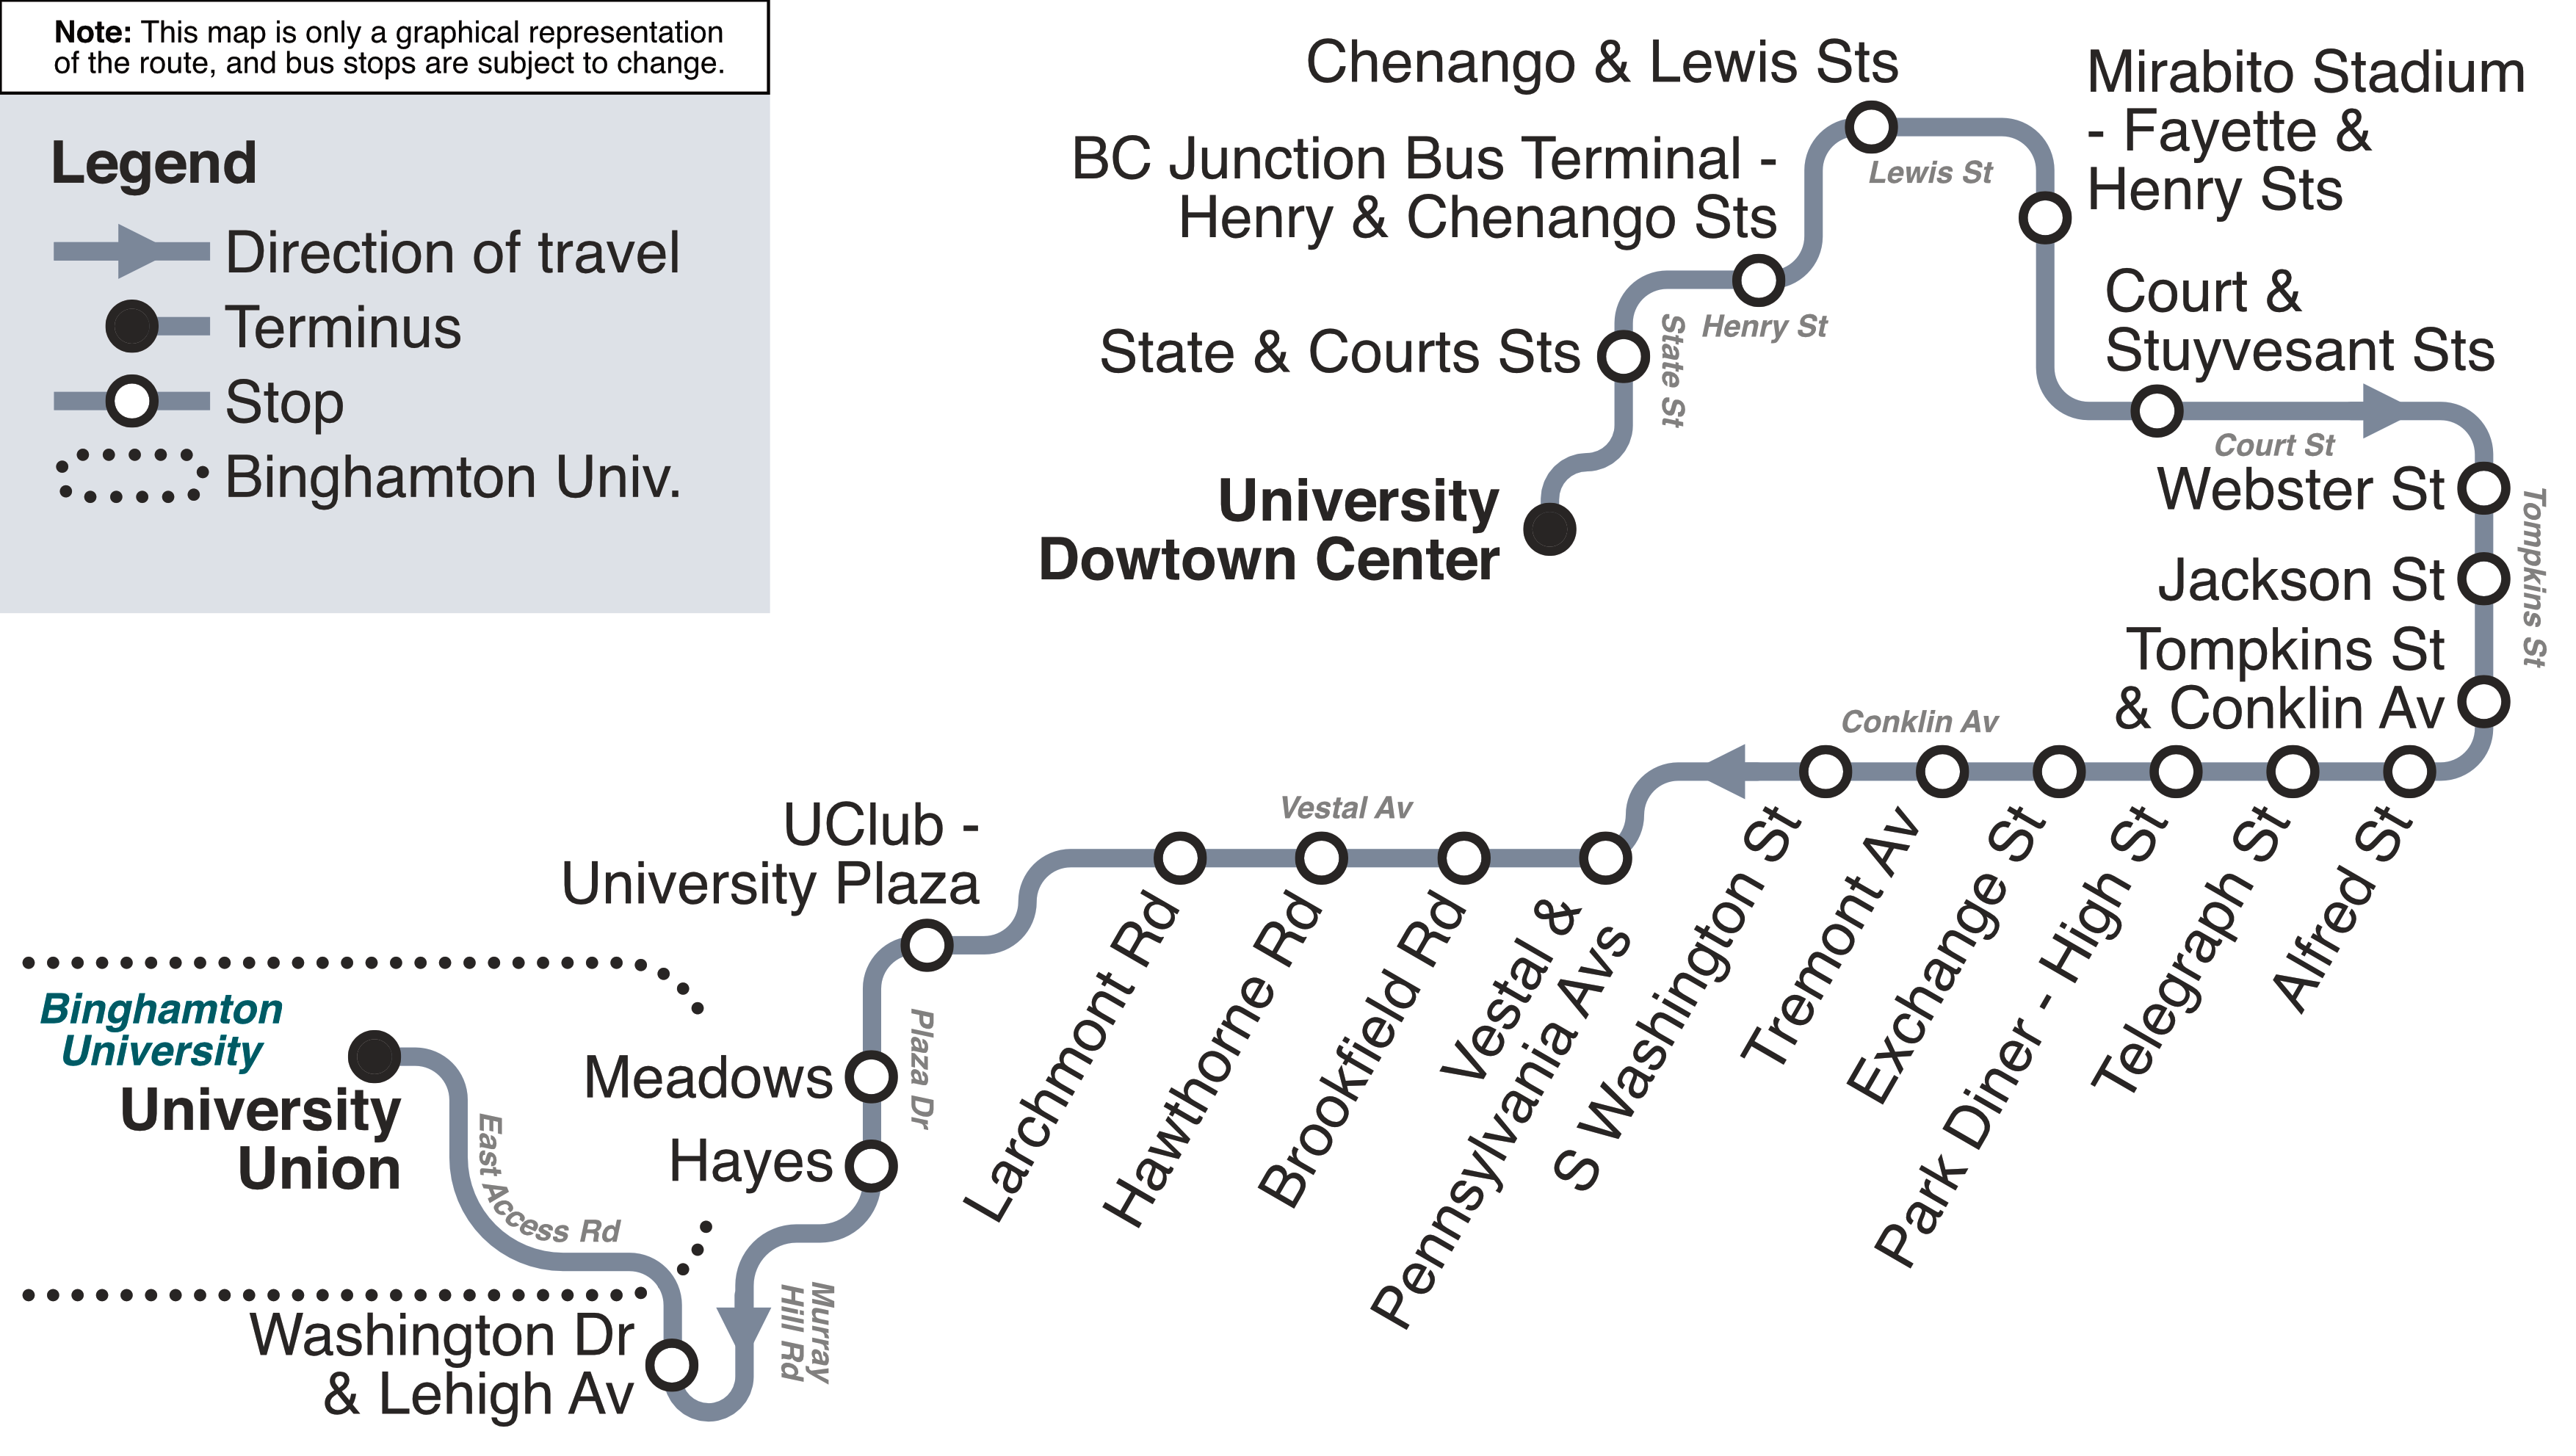 Note: This map is only a graphical representation
of the route, and bus stops are subject to change.
Legend
Direction of travel
Terminus
Stop
Binghamton Univ.
Chenango & Lewis Sts
Lewis St
BC Junction Bus Terminal -
Henry & Chenango Sts
Henry St
State & Courts Sts
State St
University
Dowtown Center
Mirabito Stadium
- Fayette &
Henry Sts
Court &
Stuyvesant Sts
Court St
Webster St
Jackson St
Tompkins St
Tompkins St
& Conklin Av
Conklin Av
Alfred St
Telegraph St
Park Diner - High St
Exchange St
Tremont Av
S Washington St
Vestal &
Pennsylvania Avs
Vestal Av
Brookfield Rd
Hawthorne Rd
Larchmont Rd
UClub -
University Plaza
Plaza Dr
Meadows
Hayes
Murray
Hill Rd
Washington Dr
& Lehigh Av
East Access Rd
Binghamton
University
University
Union